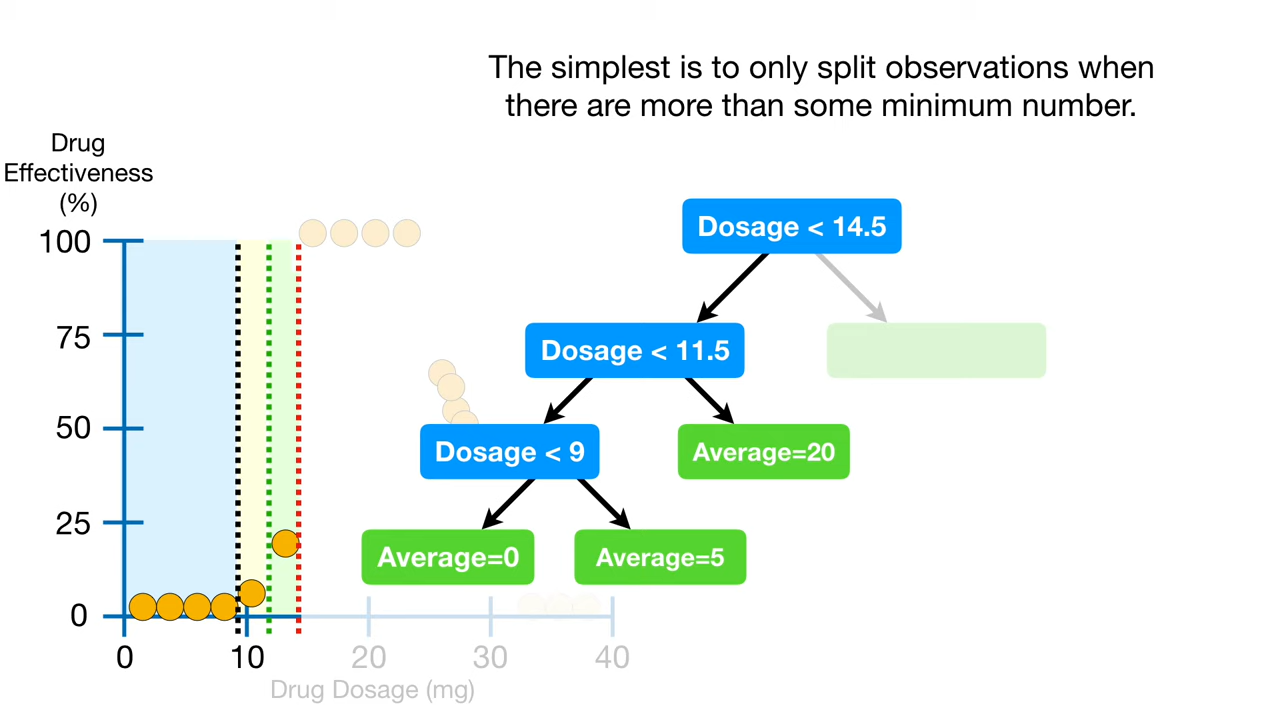 The simplest is to only split observations when
there are more than some minimum number.
Drug
Effectiveness
(%)
100
75
50
25
0
0
10
20
30
40
Drug Dosage (mg)
Dosage < 14.5
Dosage < 11.5
Dosage < 9
Average=20
Average=0
Average=5